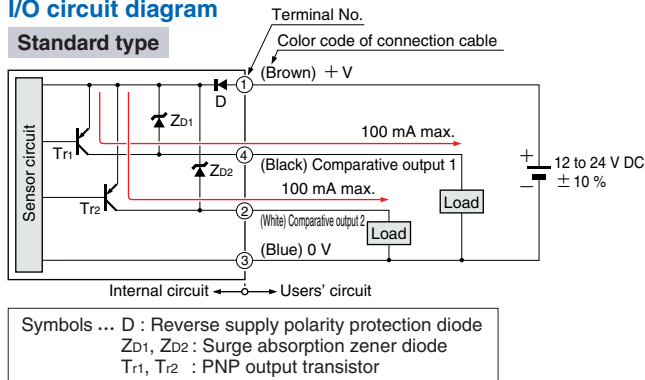 I/O circuit diagram
Standard type
Terminal No.
Color code of connection cable
Sensor circuit
Tr1
Tr2
D
ZD1
ZD2
1 (Brown) +V
100 mA max.
4 (Black) Comparative output 1
100 mA max.
2 (White) Comparative output 2
Load
Load
3 (Blue) 0 V
+
−
12 to 24 V DC
± 10 %
Internal circuit
Users' circuit
Symbols ... D : Reverse supply polarity protection diode
ZD1, ZD2 : Surge absorption zener diode
Tr1, Tr2 : PNP output transistor